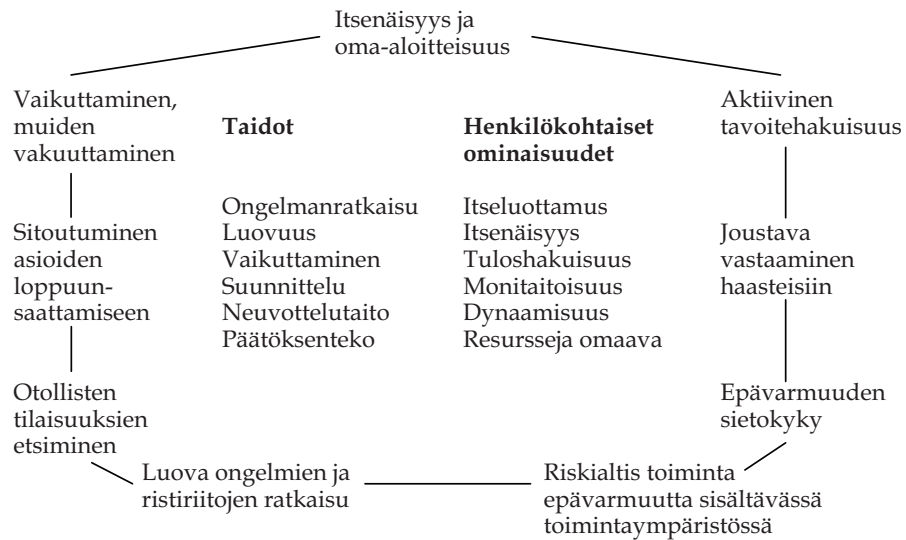 Itsenäisyys ja
oma-aloitteisuus
Vaikuttaminen,
muiden
vakuuttaminen
Taidot
Henkilökohtaiset
ominaisuudet
Aktiivinen
tavoitehakuisuus
Ongelmanratkaisu
Luovuus
Vaikuttaminen
Suunnittelu
Neuvottelutaito
Päätöksenteko
Itseluottamus
Itsenäisyys
Tuloshakuisuus
Monitaitoisuus
Dynaamisuus
Resursseja omaava
Sitoutuminen
asioiden
loppuun-
saattamiseen
Joustava
vastaaminen
haasteisiin
Otollisten
tilaisuuksien
etsiminen
Epävarmuuden
sietokyky
Luova ongelmien ja
ristiriitojen ratkaisu
Riskialtis toiminta
epävarmuutta sisältävässä
toimintaympäristössä